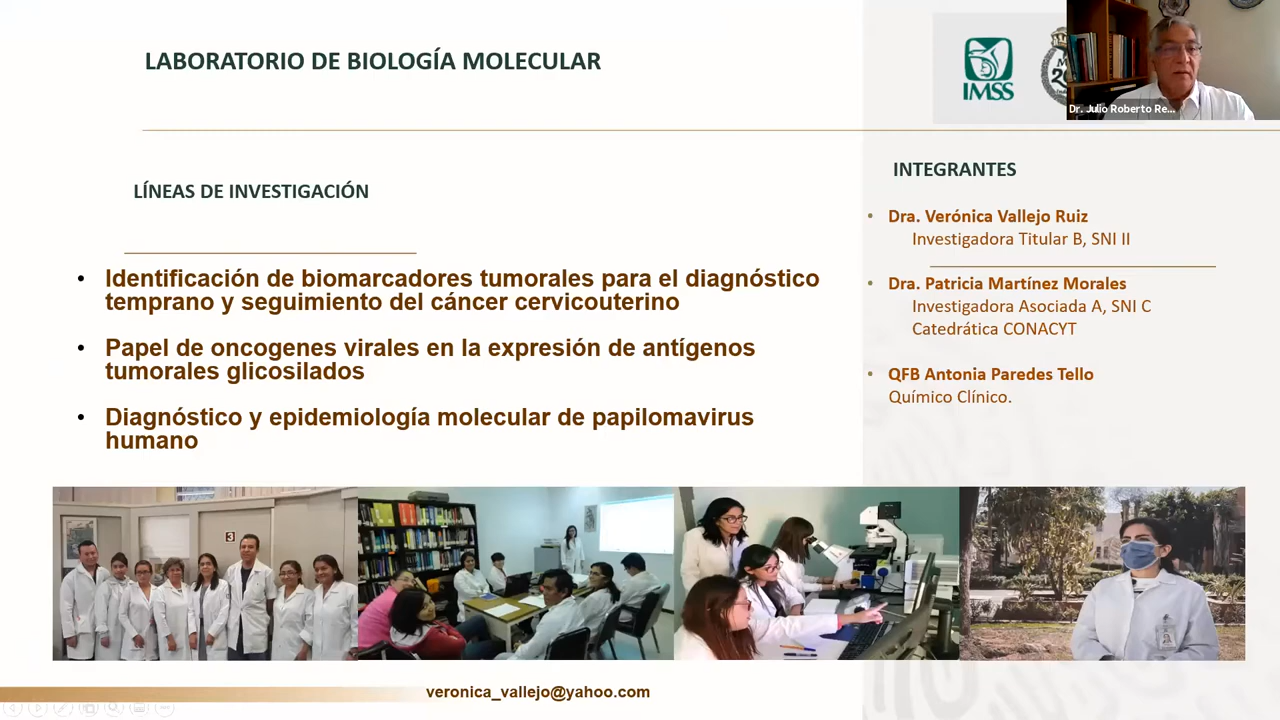 LABORATORIO DE BIOLOGÍA MOLECULAR
IMSS
Dr. Julio Roberto Re...
LÍNEAS DE INVESTIGACIÓN
• Identificación de biomarcadores tumorales para el diagnóstico
temprano y seguimiento del cáncer cervicouterino
• Papel de oncogenes virales en la expresión de antígenos
tumorales glicosilados
• Diagnóstico y epidemiología molecular de papilomavirus
humano
INTEGRANTES
• Dra. Verónica Vallejo Ruiz
Investigadora Titular B, SNI II
• Dra. Patricia Martínez Morales
Investigadora Asociada A, SNI C
Catedrática CONACYT
• QFB Antonia Paredes Tello
Químico Clínico.
3
veronica_vallejo@yahoo.com